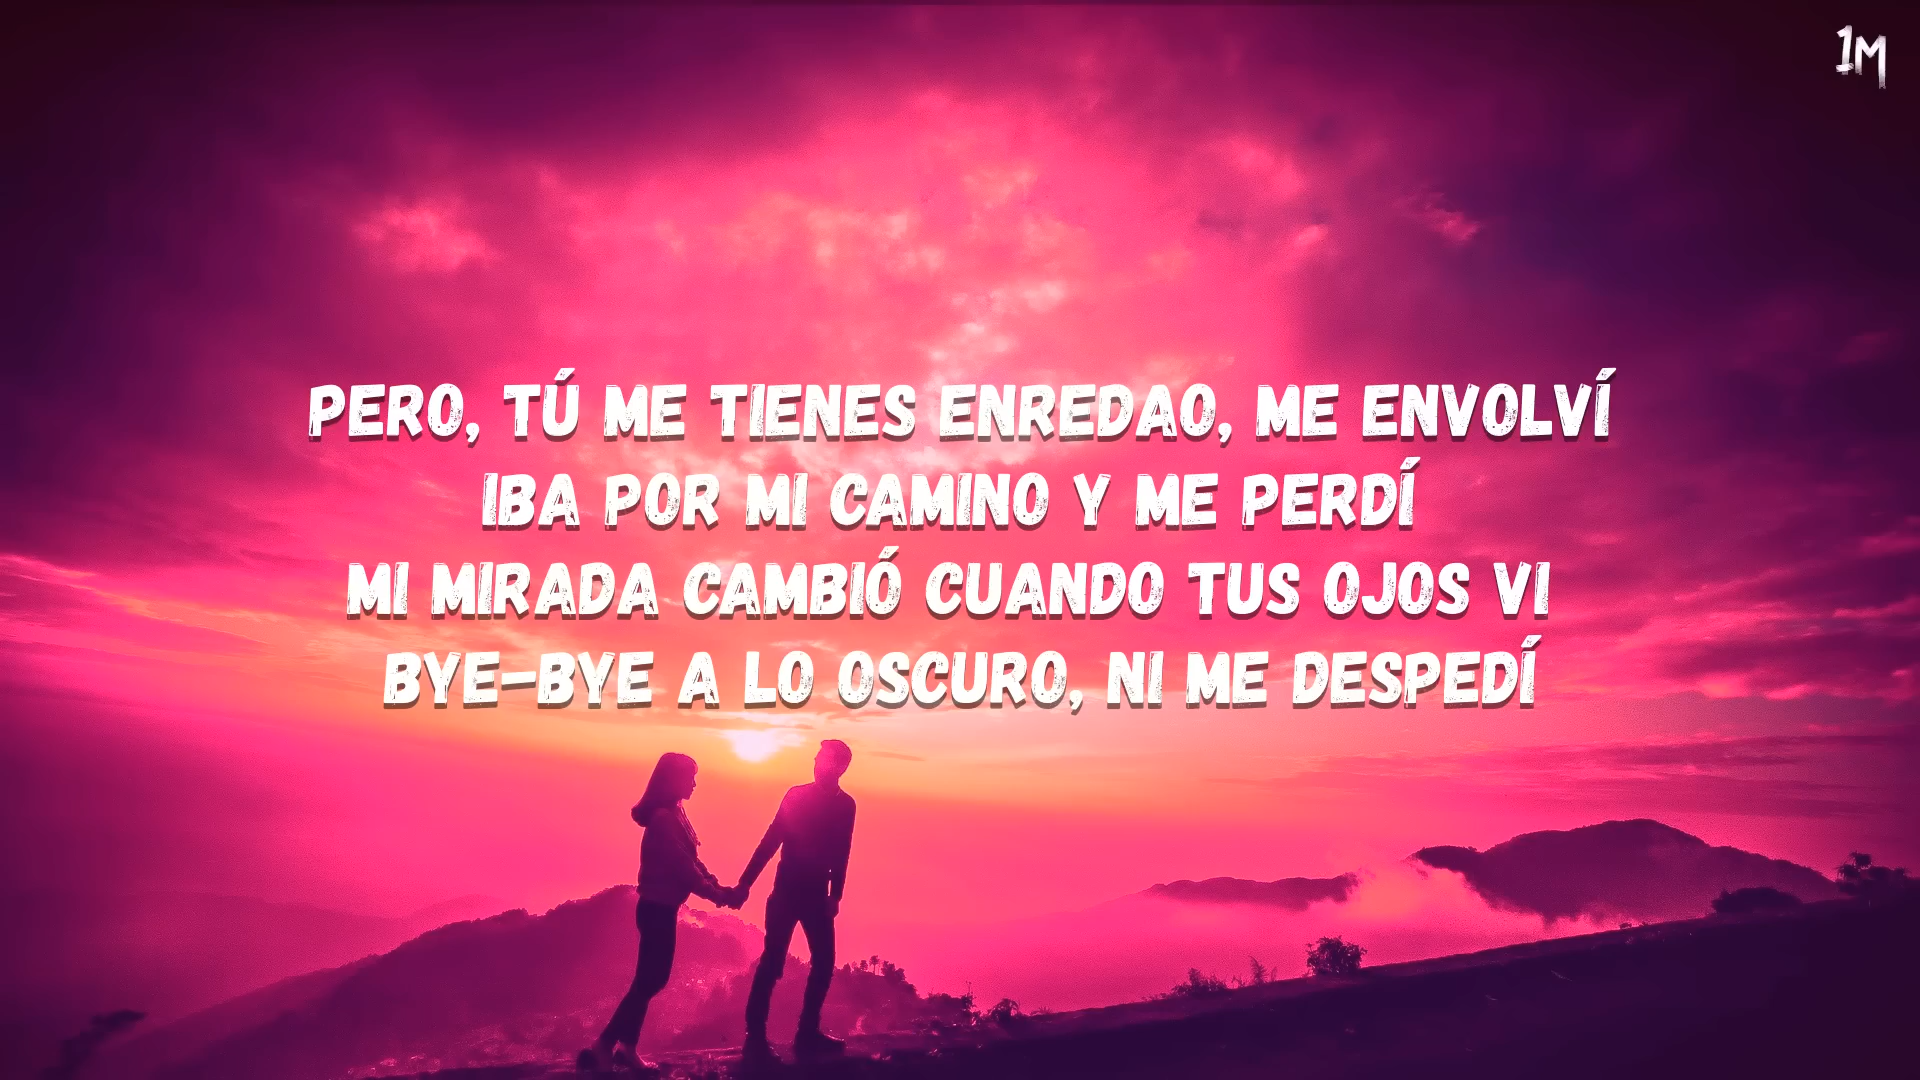 1M
PERO, TÚ ME TIENES ENREDAO, ME ENVOLVÍ
IBA POR MI CAMINO Y ME PERDÍ
MI MIRADA CAMBIÓ CUANDO TUS OJOS VI
BYE-BYE A LO OSCURO, NI ME DESPEDÍ